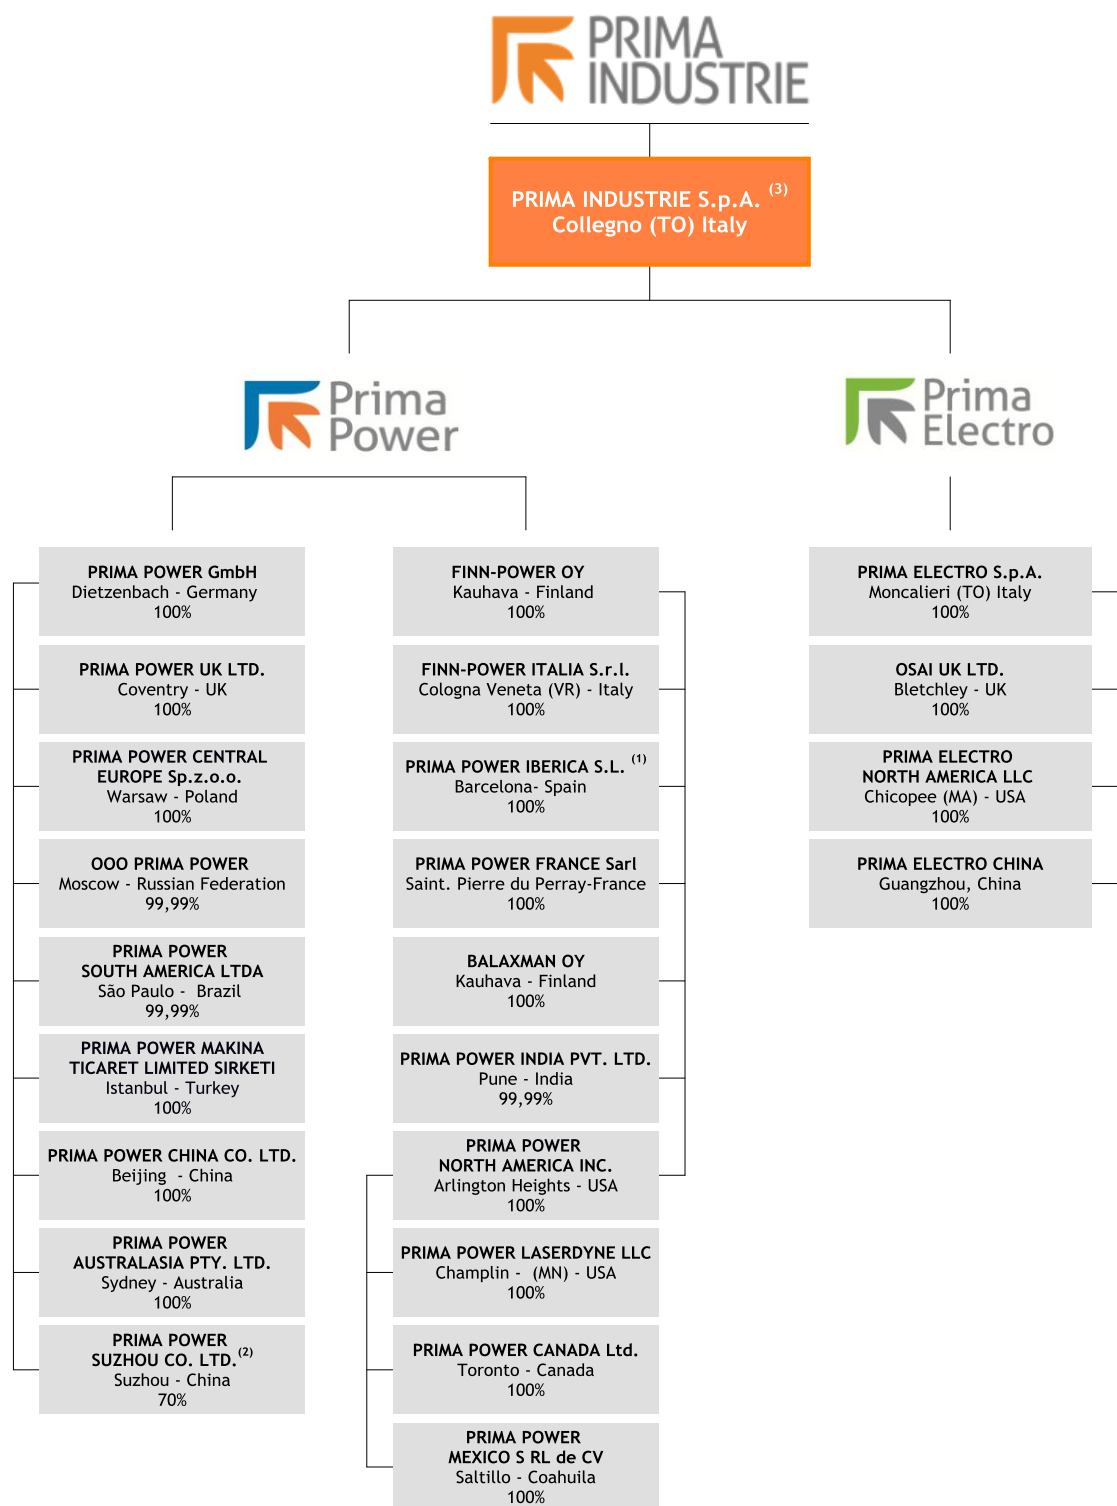 PRIMA
INDUSTRIE
PRIMA INDUSTRIE S.p.A. (3)
Collegno (TO) Italy
Prima
Power
Prima
Electro
PRIMA POWER GmbH
Dietzenbach - Germany
100%
PRIMA POWER UK LTD.
Coventry - UK
100%
PRIMA POWER CENTRAL
EUROPE Sp.z.o.o.
Warsaw - Poland
100%
OOO PRIMA POWER
Moscow - Russian Federation
99,99%
PRIMA POWER
SOUTH AMERICA LTDA
São Paulo - Brazil
99,99%
PRIMA POWER MAKINA
TICARET LIMITED SIRKETI
Istanbul - Turkey
100%
PRIMA POWER CHINA CO. LTD.
Beijing - China
100%
PRIMA POWER
AUSTRALASIA PTY. LTD.
Sydney - Australia
100%
PRIMA POWER
SUZHOU CO. LTD.(2)
Suzhou - China
70%
FINN-POWER OY
Kauhava - Finland
100%
FINN-POWER ITALIA S.r.l.
Cologna Veneta (VR) - Italy
100%
PRIMA POWER IBERICA S.L. (1)
Barcelona- Spain
100%
PRIMA POWER FRANCE Sarl
Saint. Pierre du Perray-France
100%
BALAXMAN OY
Kauhava - Finland
100%
PRIMA POWER INDIA PVT. LTD.
Pune - India
99,99%
PRIMA POWER
NORTH AMERICA INC.
Arlington Heights - USA
100%
PRIMA POWER LASERDYNE LLC
Champlin - (MN) - USA
100%
PRIMA POWER CANADA Ltd.
Toronto - Canada
100%
PRIMA POWER
MEXICO S RL de CV
Saltillo - Coahuila
100%
PRIMA ELECTRO S.p.A.
Moncalieri (TO) Italy
100%
OSAI UK LTD.
Bletchley - UK
100%
PRIMA ELECTRO
NORTH AMERICA LLC
Chicopee (MA) - USA
100%
PRIMA ELECTRO CHINA
Guangzhou, China
100%